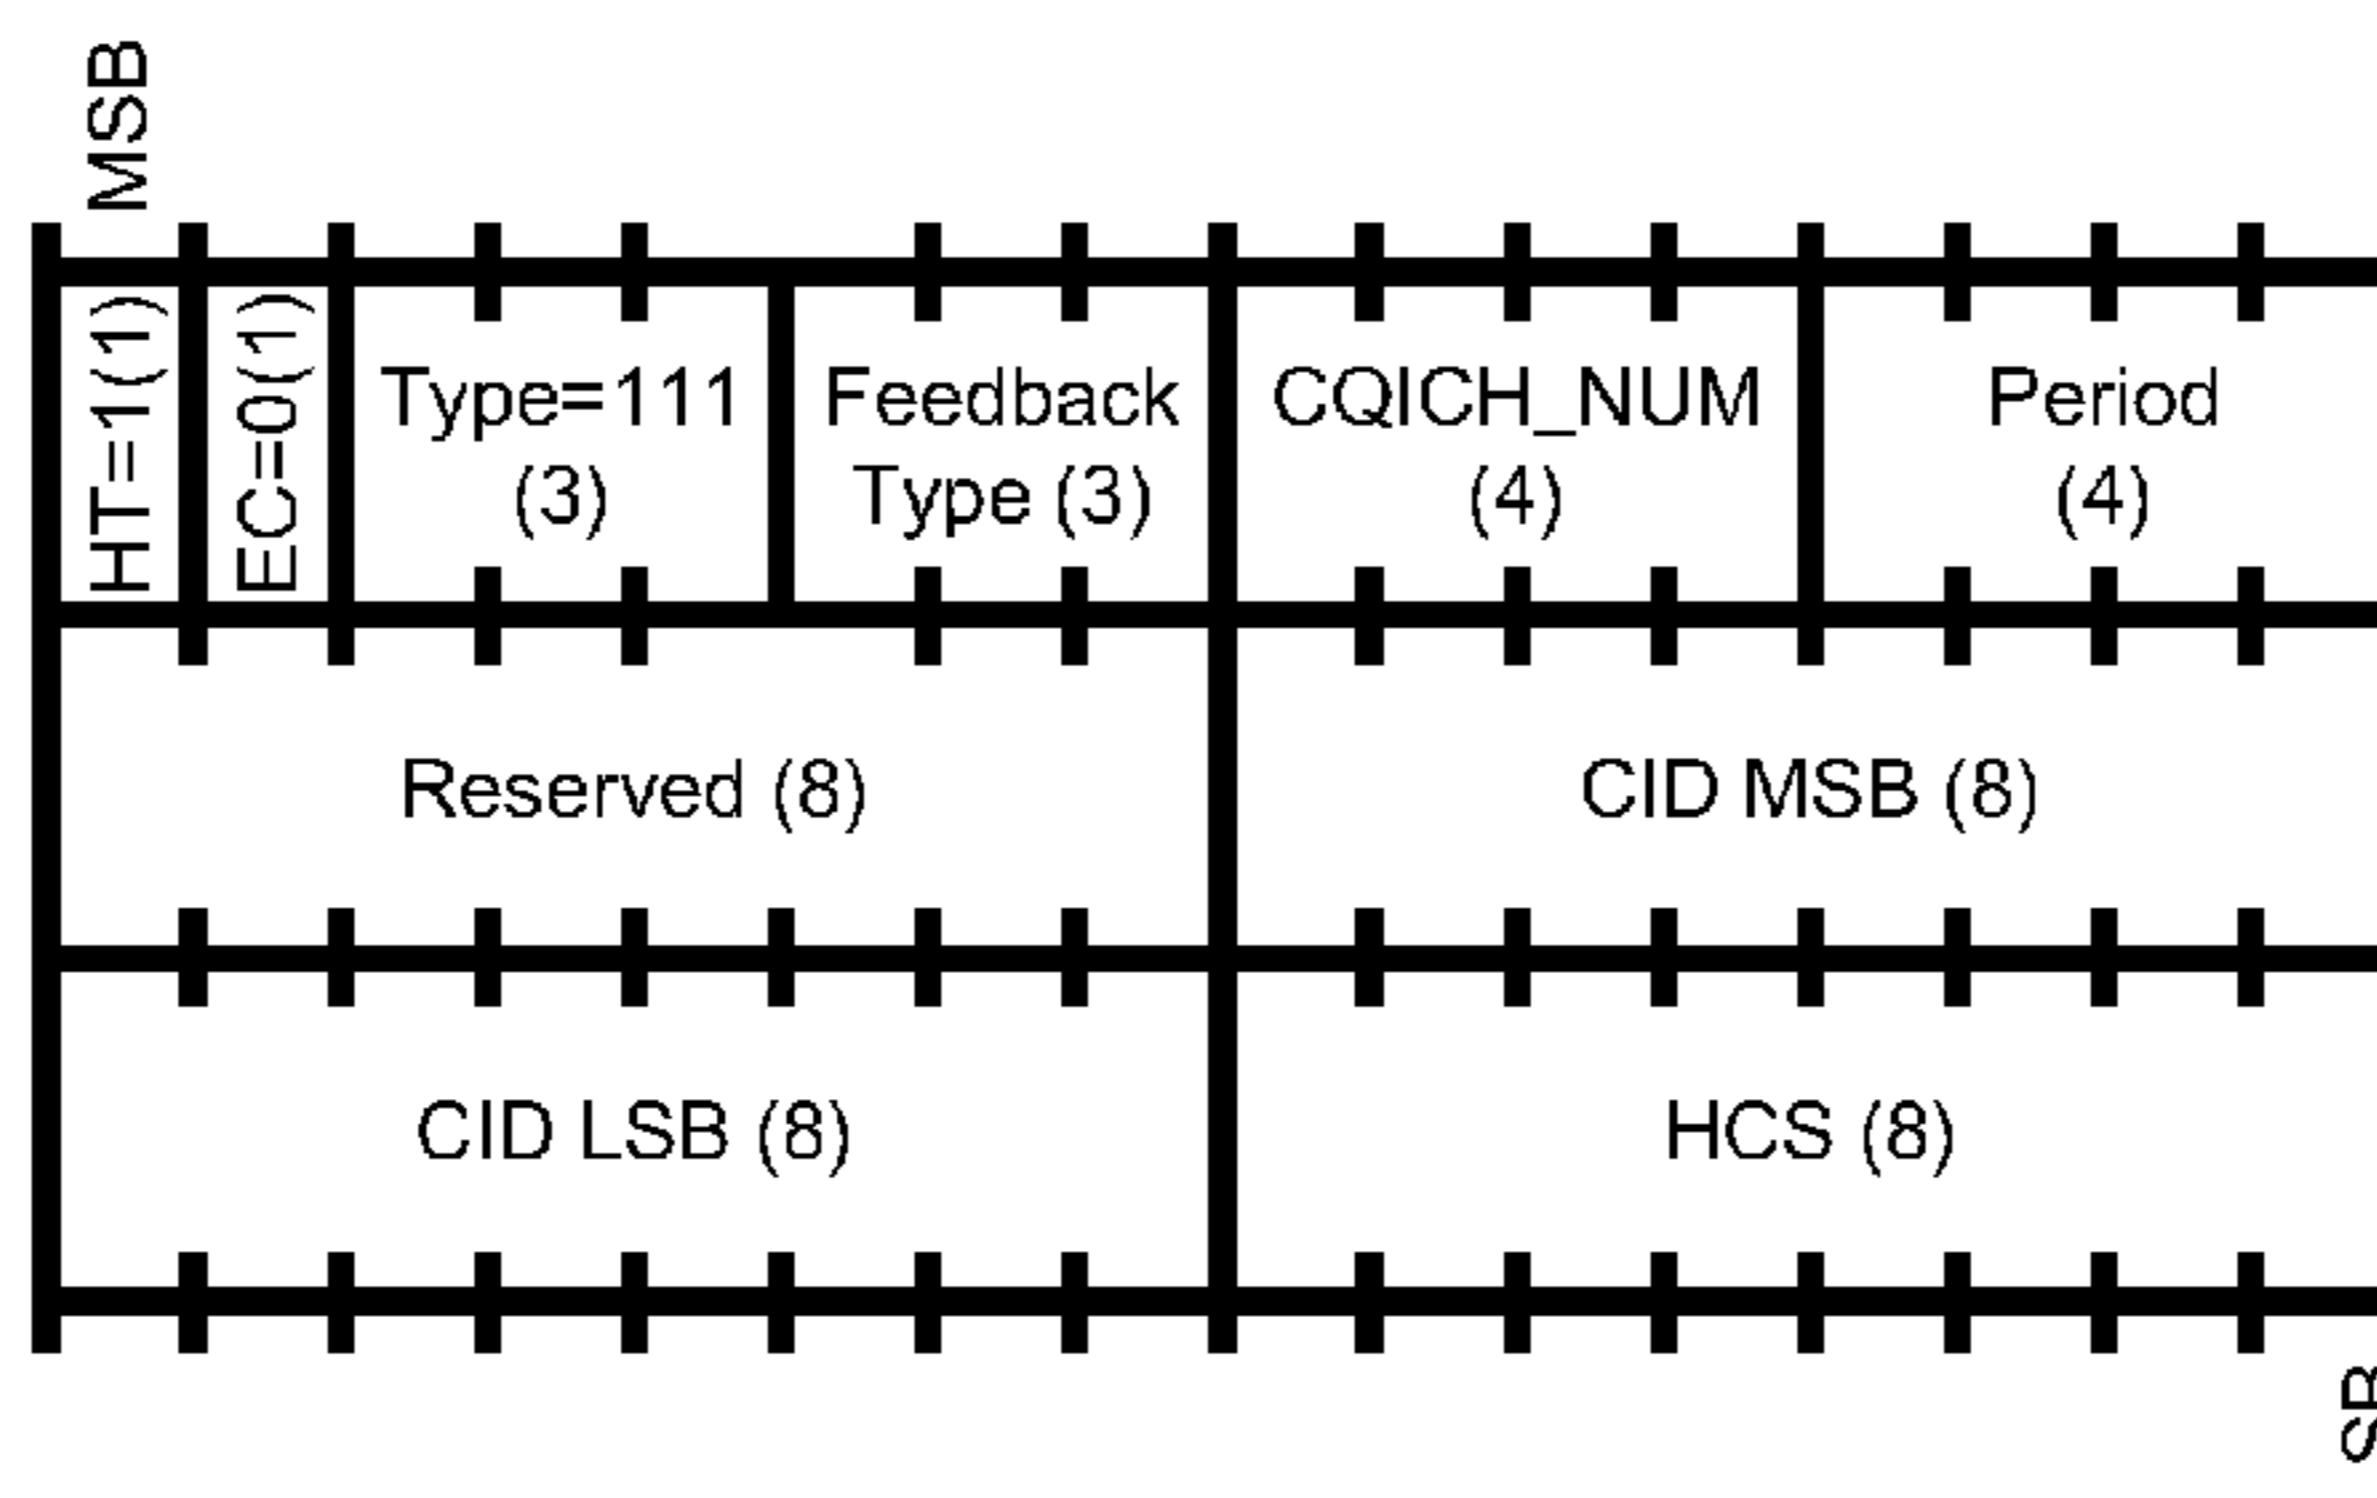 MSB
HT=1(1)
EC=0(1)
Type=111
(3)
Feedback
Type (3)
CQICH_NUM
(4)
Period
(4)
Reserved (8)
CID MSB (8)
CID LSB (8)
HCS (8)